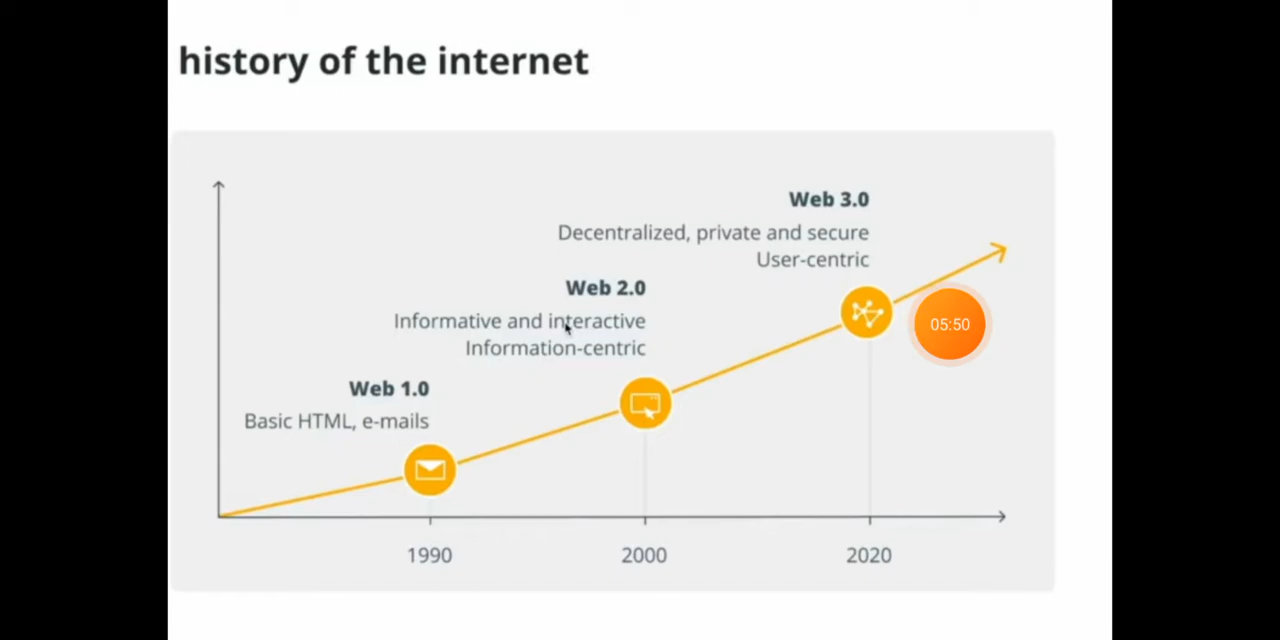 history of the internet
Web 3.0
Decentralized, private and secure
User-centric
Web 2.0
Informative and interactive
Information-centric
05:50
Web 1.0
Basic HTML, e-mails
1990
2000
2020